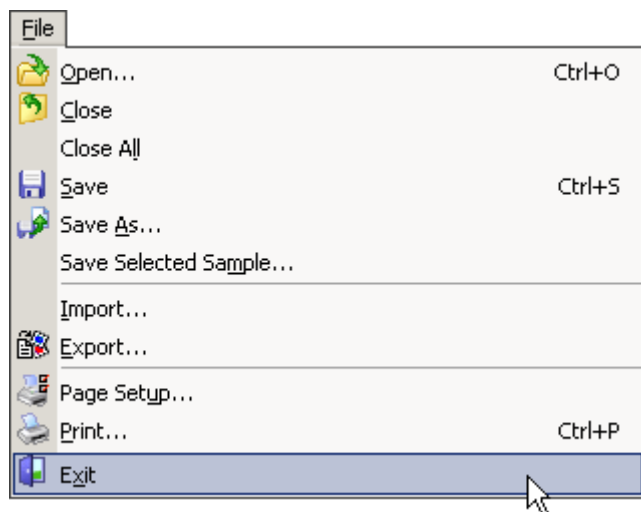 File
Open... Ctrl+O
Close
Close All
Save Ctrl+S
Save As...
Save Selected Sample...
Import...
Export...
Page Setup...
Print... Ctrl+P
Exit